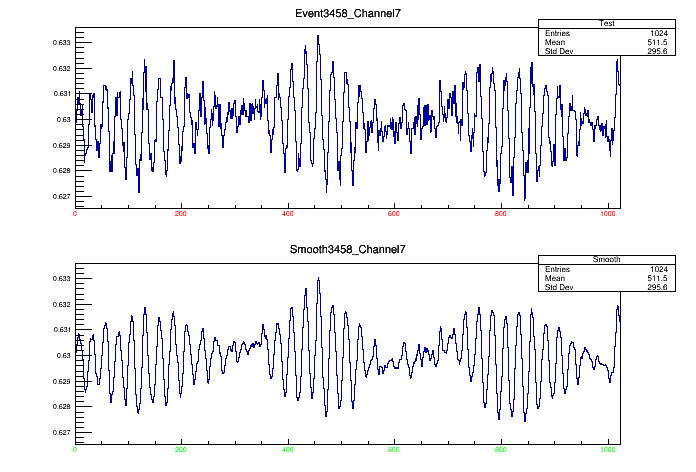 Event3458_Channel7
Test
Entries 1024
Mean 511.5
Std Dev 295.6
0.633
0.632
0.631
0.63
0.629
0.628
0.627
0 200 400 600 800 1000
Smooth3458_Channel7
Smooth
Entries 1024
Mean 511.5
Std Dev 295.6
0.633
0.632
0.631
0.63
0.629
0.628
0.627
0 200 400 600 800 1000